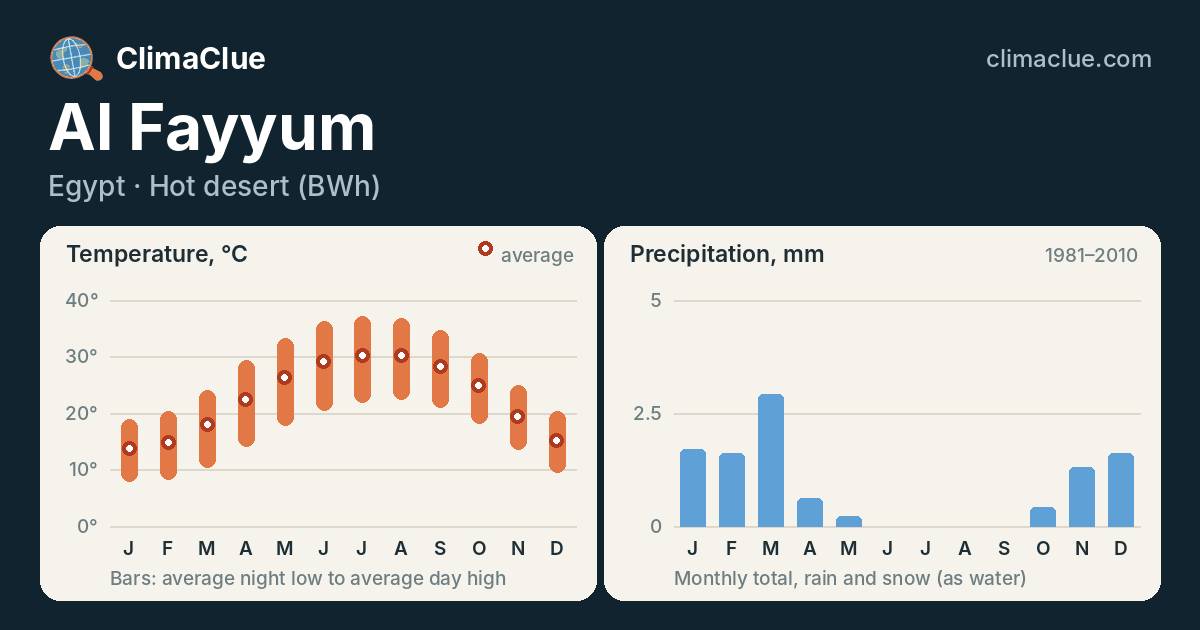 ClimaClue
climaclue.com
Al Fayyum
Egypt · Hot desert (BWh)
Temperature, °C
average
40°
30°
20°
10°
0°
J F M A M J J A S O N D
Bars: average night low to average day high
Precipitation, mm
1981–2010
5
2.5
0
J F M A M J J A S O N D
Monthly total, rain and snow (as water)